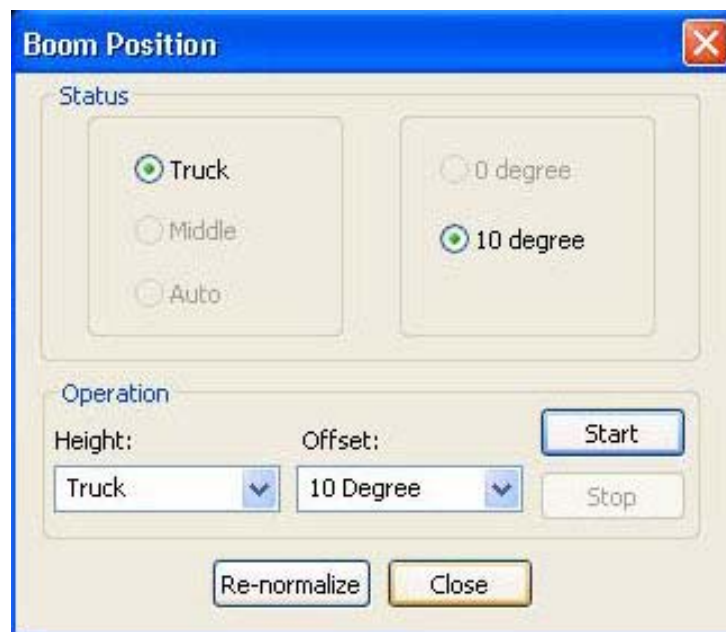 Boom Position
Status
Truck
0 degree
Middle
10 degree
Auto
Operation
Height:
Offset:
Start
Truck
10 Degree
Stop
Re-normalize
Close